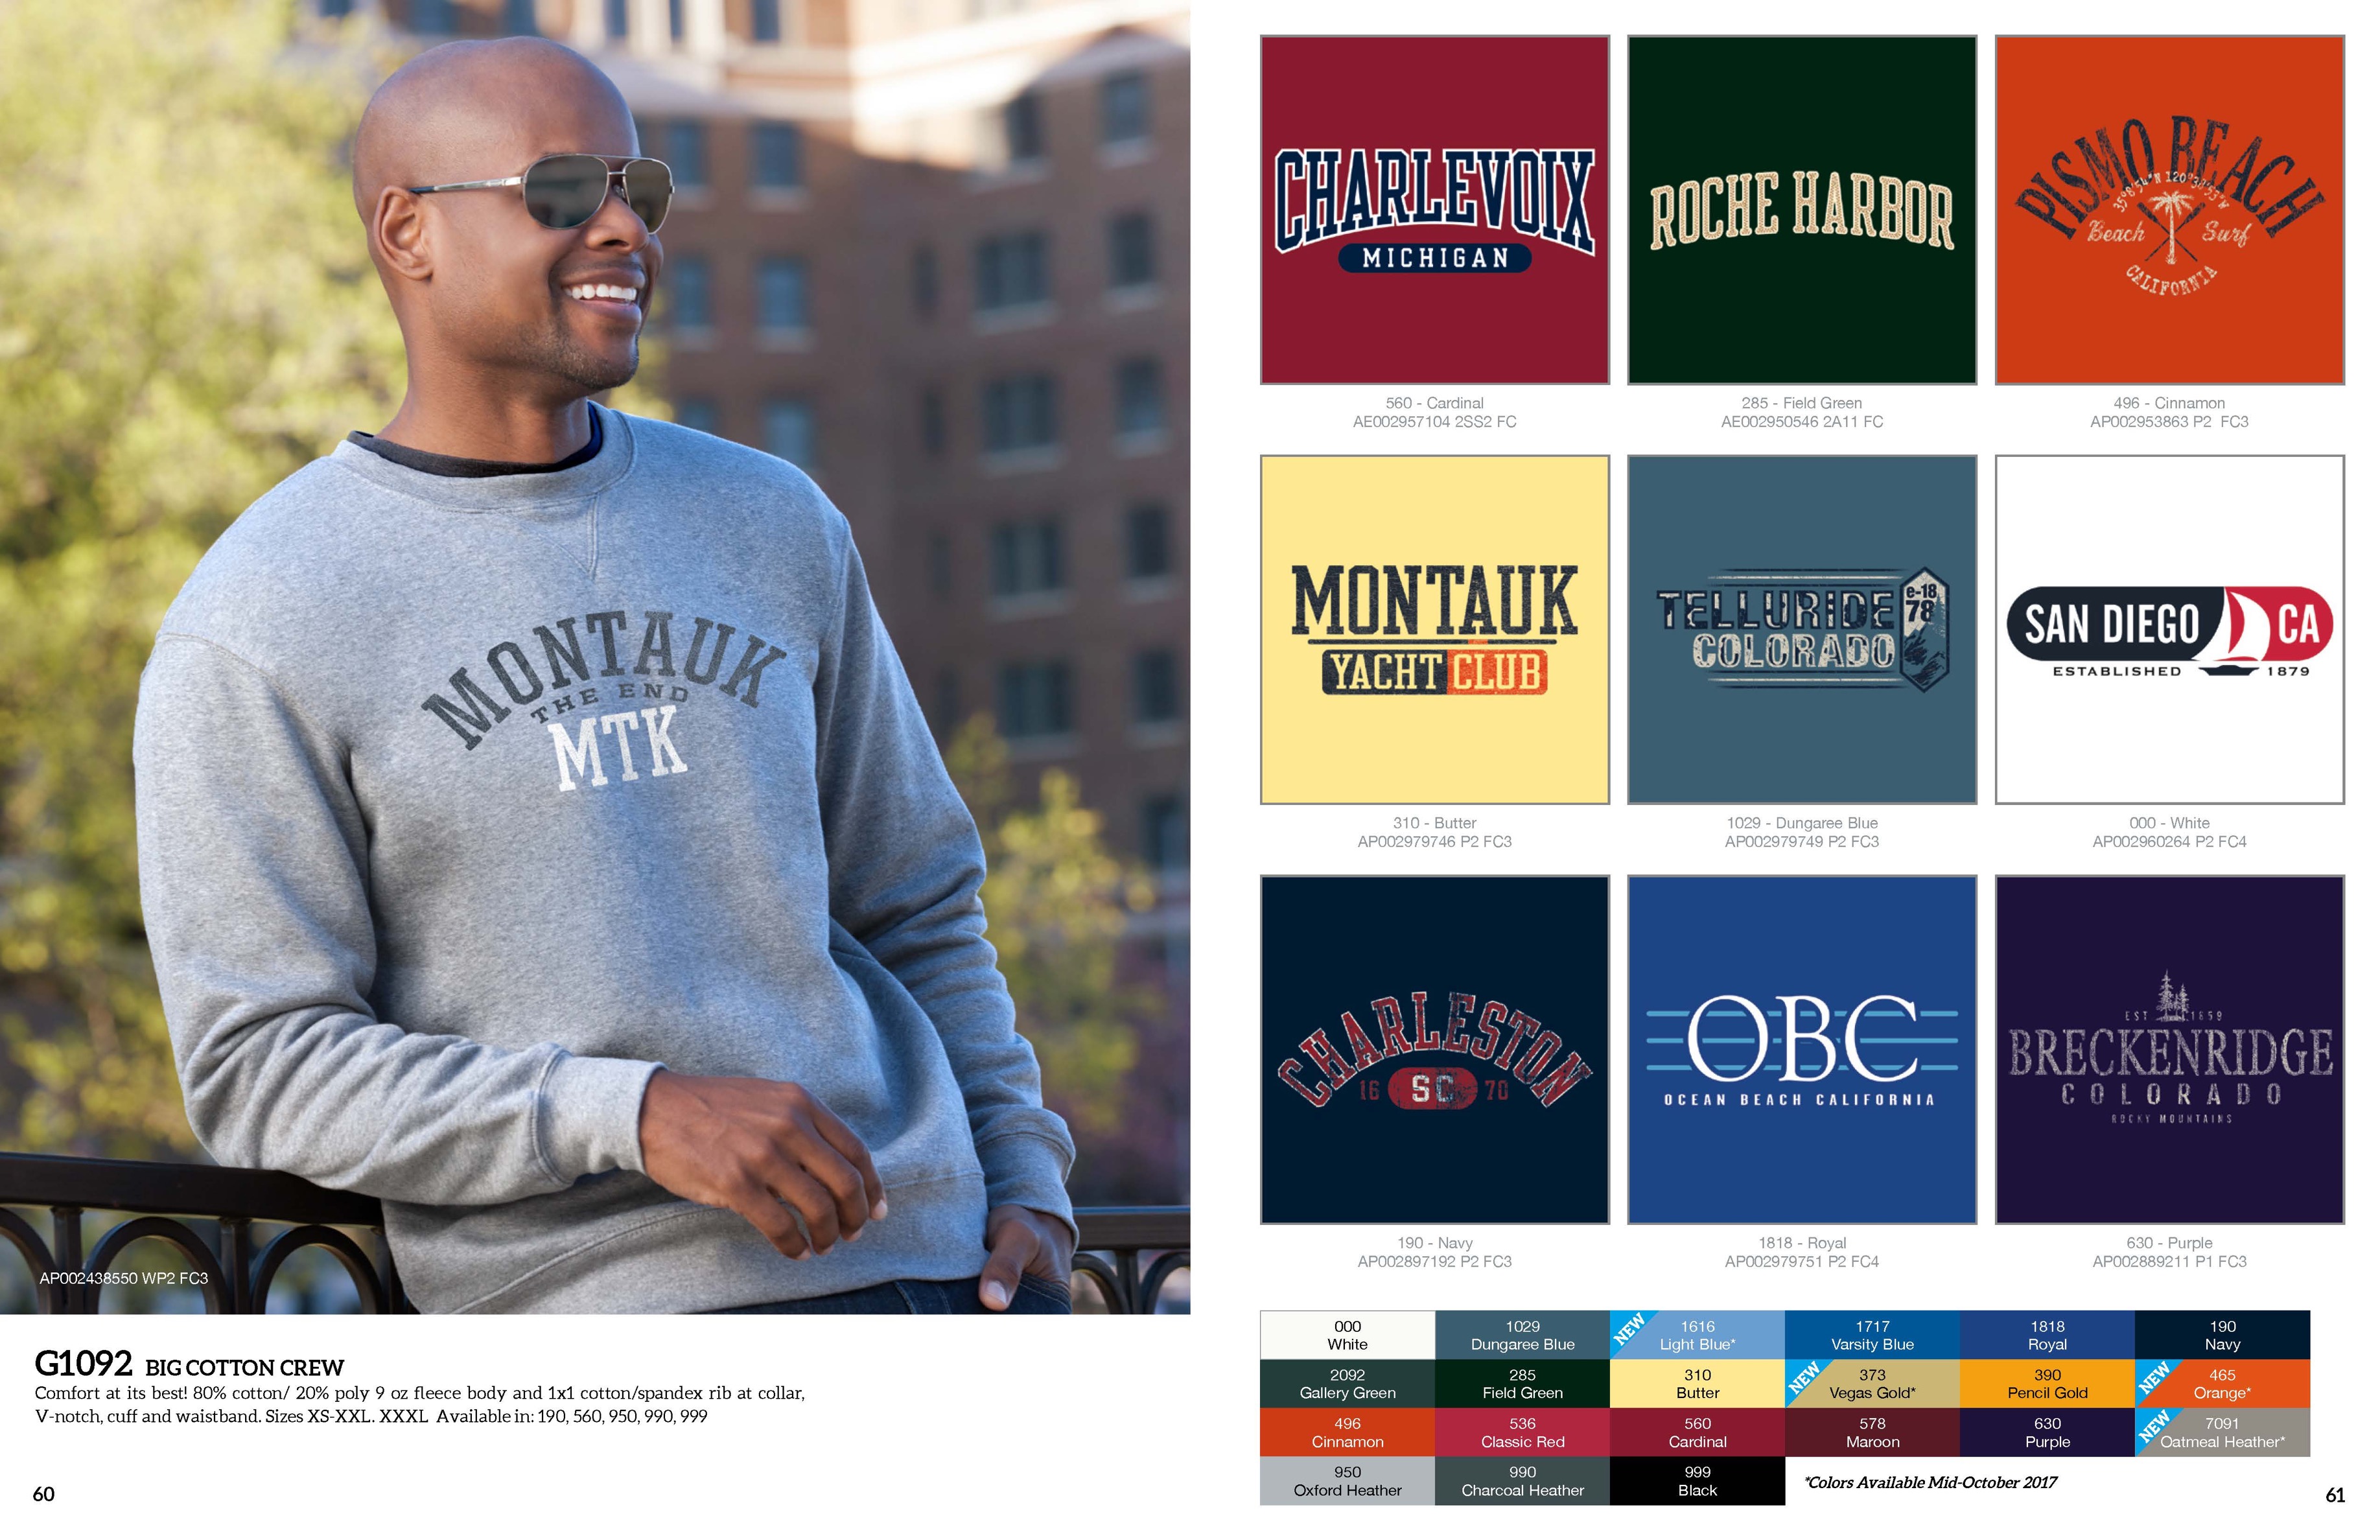 MONTAUK
THE END
MTK
AP002438550 WP2 FC3
G1092 BIG COTTON CREW
Comfort at its best! 80% cotton/ 20% poly 9 oz fleece body and 1x1 cotton/spandex rib at collar,
V-notch, cuff and waistband. Sizes XS-XXL. XXXL Available in: 190, 560, 950, 990, 999
60
CHARLEVOIX
MICHIGAN
560 - Cardinal
AE002957104 2SS2 FC
ROCHE HARBOR
285 - Field Green
AE002950546 2A11 FC
PISMO BEACH
35°8'54"N 120°38'53"W
Beach Surf
CALIFORNIA
496 - Cinnamon
AP002953863 P2 FC3
MONTAUK
YACHT CLUB
310 - Butter
AP002979746 P2 FC3
TELLURIDE
COLORADO
e-18
78
1029 - Dungaree Blue
AP002979749 P2 FC3
SAN DIEGO CA
ESTABLISHED 1879
000 - White
AP002960264 P2 FC4
CHARLESTON
16 SC 70
190 - Navy
AP002897192 P2 FC3
OBC
OCEAN BEACH CALIFORNIA
1818 - Royal
AP002979751 P2 FC4
EST 1859
BRECKENRIDGE
COLORADO
ROCKY MOUNTAINS
630 - Purple
AP002889211 P1 FC3
000
White
1029
Dungaree Blue
NEW
1616
Light Blue*
1717
Varsity Blue
1818
Royal
190
Navy
2092
Gallery Green
285
Field Green
310
Butter
NEW
373
Vegas Gold*
390
Pencil Gold
NEW
465
Orange*
496
Cinnamon
536
Classic Red
560
Cardinal
578
Maroon
630
Purple
NEW
7091
Oatmeal Heather*
950
Oxford Heather
990
Charcoal Heather
999
Black
*Colors Available Mid-October 2017
61